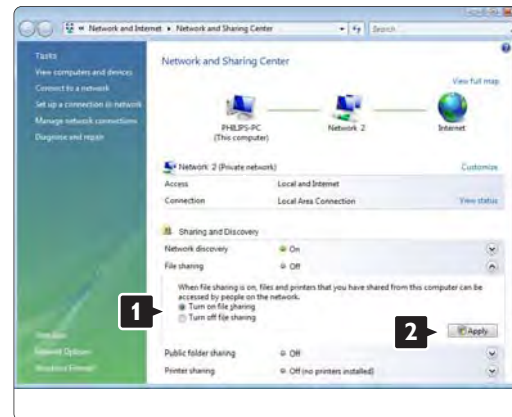 Network and Internet ▸ Network and Sharing Center
Search
Tasks
View computers and devices
Connect to a network
Set up a connection or network
Manage network connections
Diagnose and repair
Network and Sharing Center
View full map
PHILIPS-PC
(This computer)
Network 2
Internet
Network 2 (Private network)
Customize
Access
Local and Internet
Connection
Local Area Connection
View status
Sharing and Discovery
Network discovery
On
File sharing
Off
When file sharing is on, files and printers that you have shared from this computer can be
accessed by people on the network.
1
Turn on file sharing
Turn off file sharing
2
Apply
Public folder sharing
Off
Printer sharing
Off (no printers installed)
Internet Options
Windows Firewall